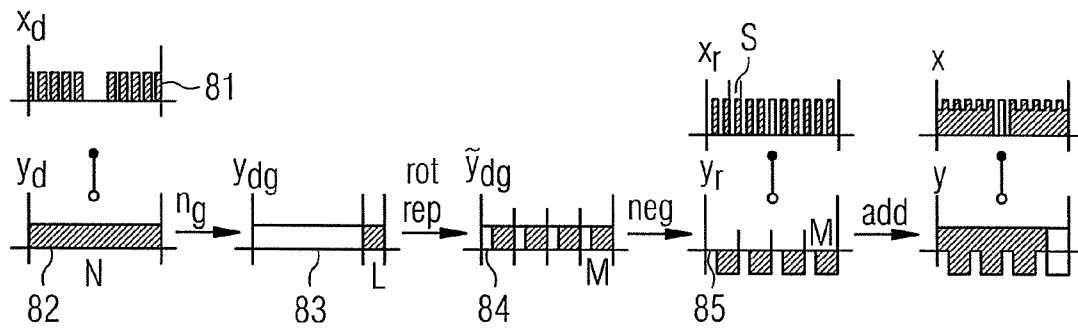 x_d
81
x_r
S
x
y_d
n_g
y_dg
rot
rep
ỹ_dg
neg
y_r
M
add
y
82
N
83
L
84
M
85